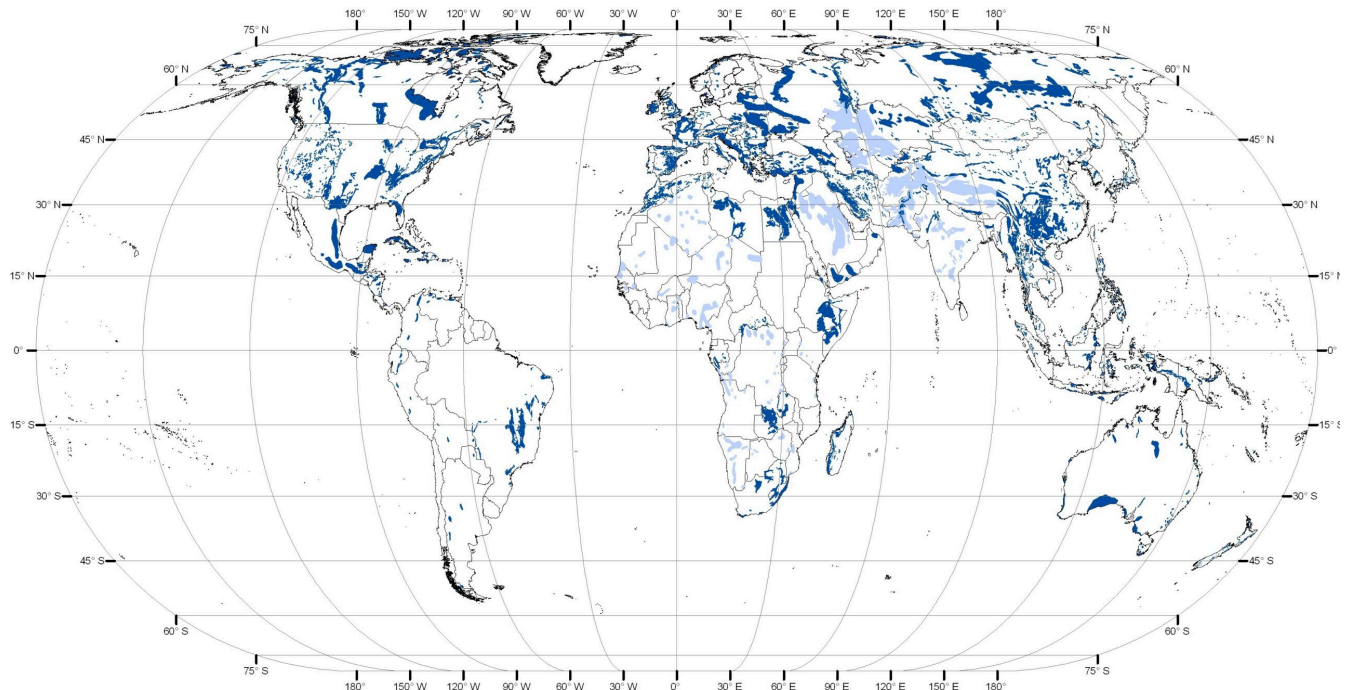 180° 150° W 120° W 90° W 60° W 30° W 0° 30° E 60° E 90° E 120° E 150° E 180°
75° N 75° N
60° N 60° N
45° N 45° N
30° N 30° N
15° N 15° N
0° 0°
15° S 15° S
30° S 30° S
45° S 45° S
60° S 60° S
75° S 75° S
180° 150° W 120° W 90° W 60° W 30° W 0° 30° E 60° E 90° E 120° E 150° E 180°